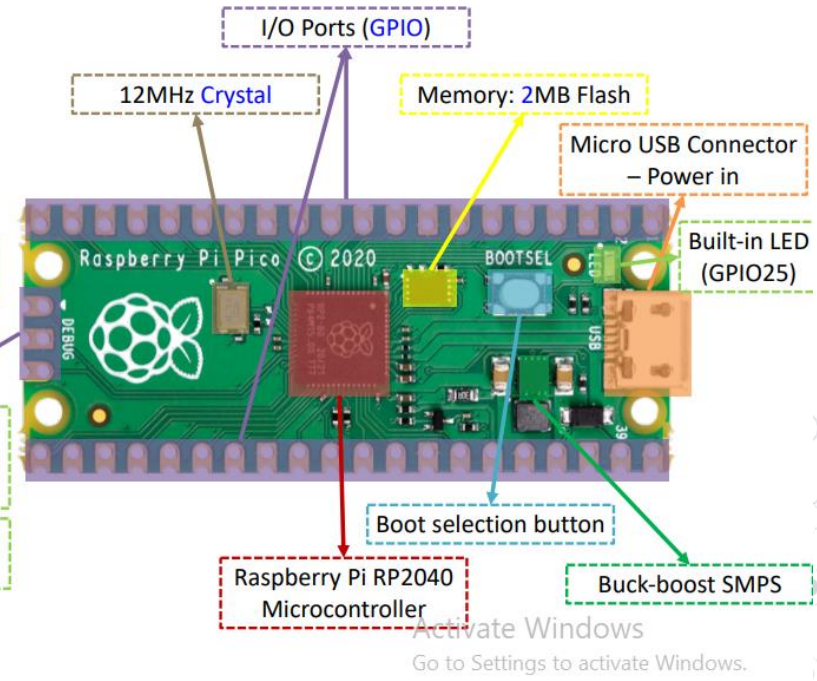 I/O Ports (GPIO)
12MHz Crystal
Memory: 2MB Flash
Micro USB Connector
– Power in
Built-in LED
(GPIO25)
Raspberry Pi Pico © 2020
BOOTSEL
LED
2
DEBUG
USB
39
Boot selection button
Raspberry Pi RP2040
Microcontroller
Buck-boost SMPS
Activate Windows
Go to Settings to activate Windows.